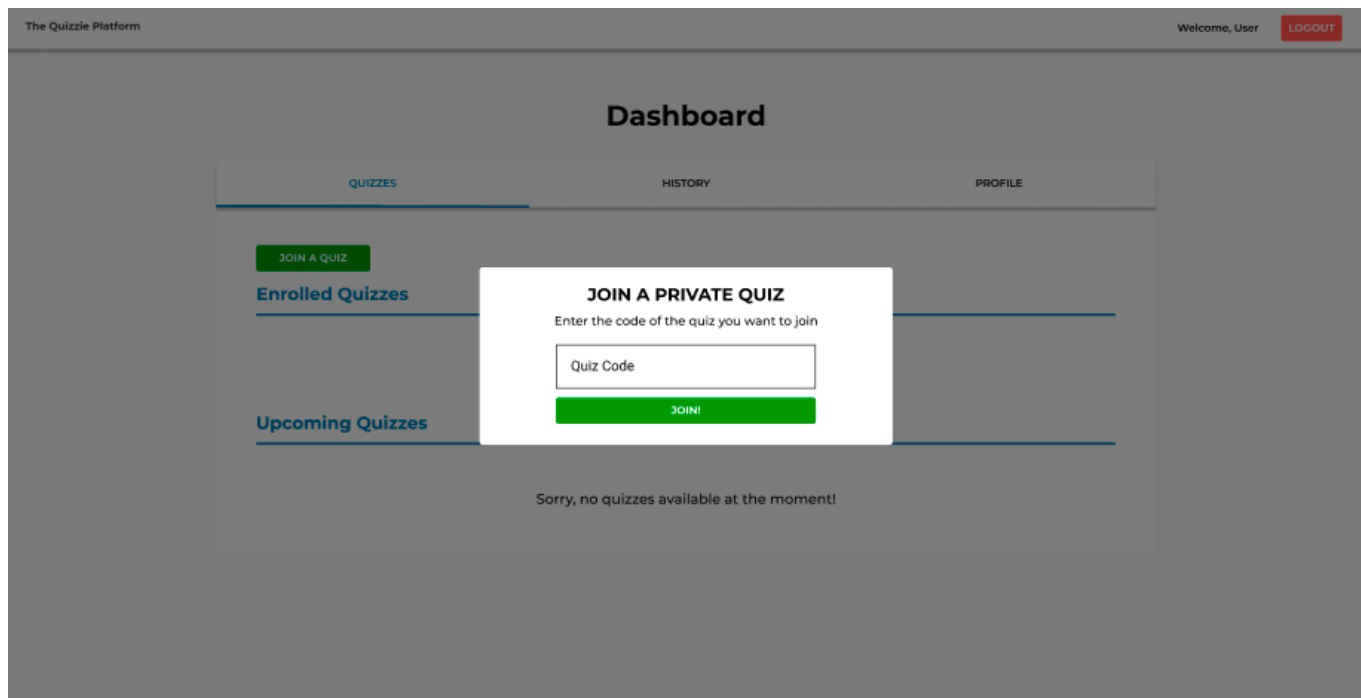 The Quizzie Platform
Welcome, User
LOGOUT
Dashboard
QUIZZES
HISTORY
PROFILE
JOIN A QUIZ
Enrolled Quizzes
JOIN A PRIVATE QUIZ
Enter the code of the quiz you want to join
Quiz Code
JOIN!
Upcoming Quizzes
Sorry, no quizzes available at the moment!